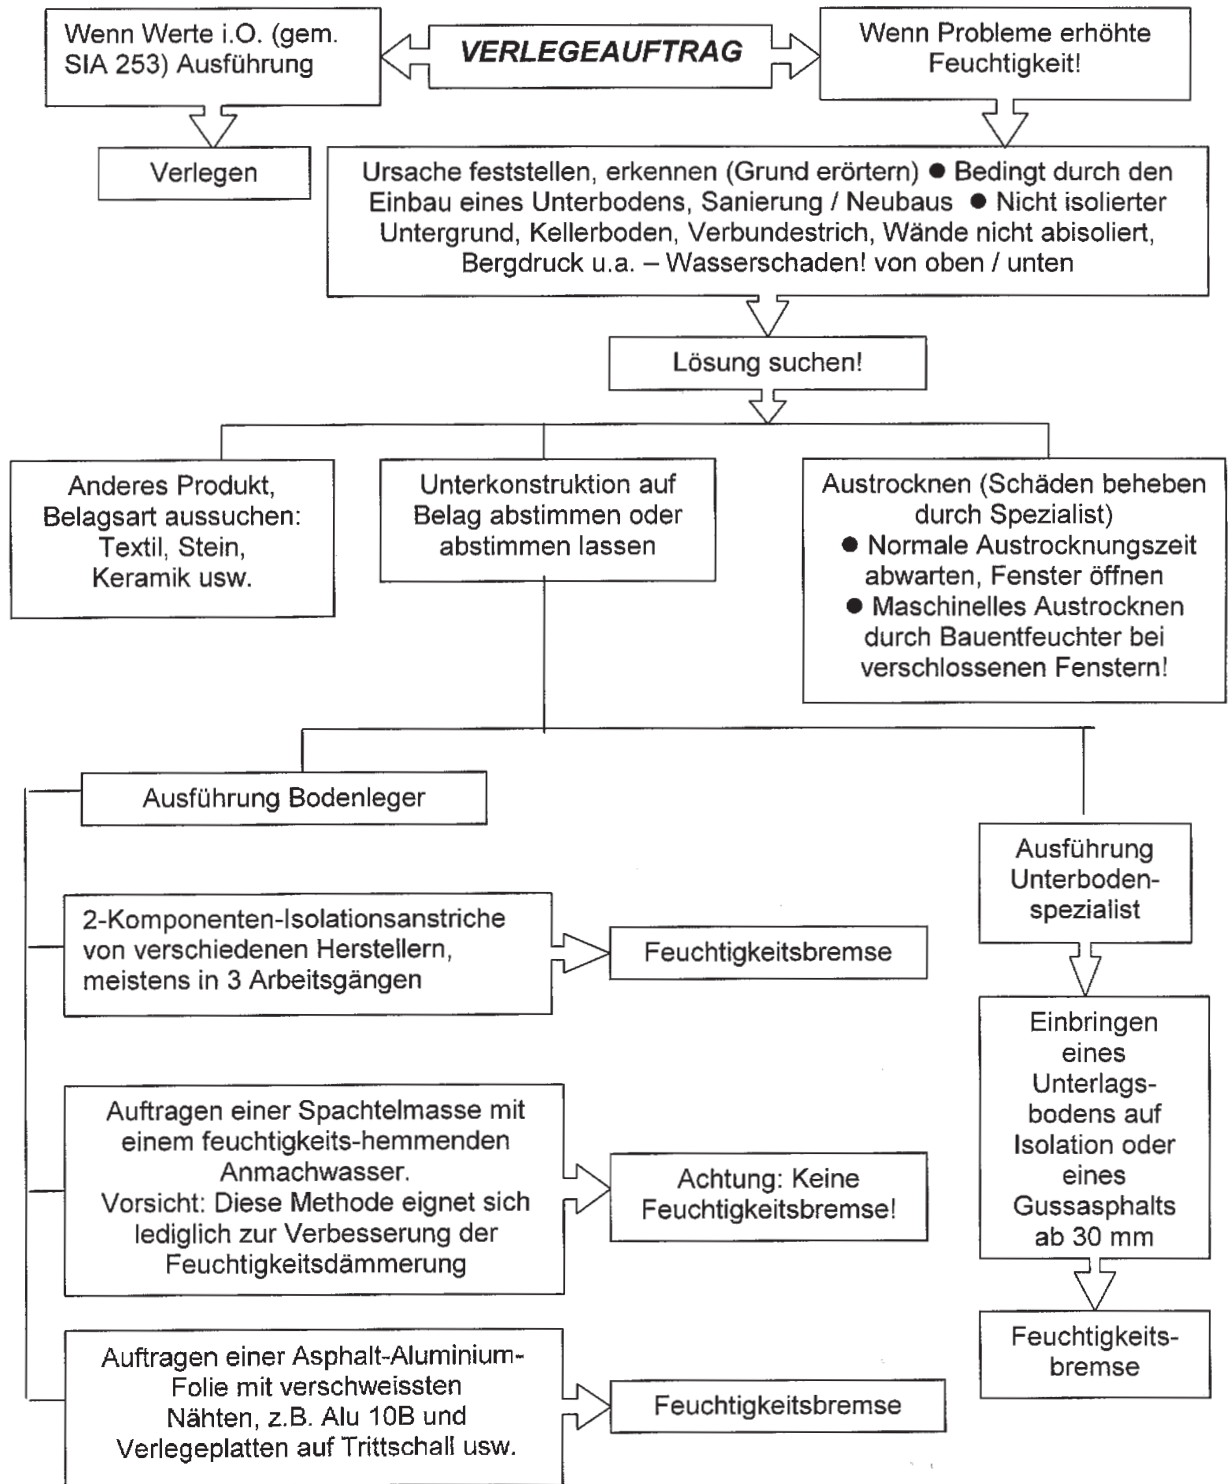 Wenn Werte i.O. (gem.
SIA 253) Ausführung
VERLEGEAUFTRAG
Wenn Probleme erhöhte
Feuchtigkeit!
Verlegen
Ursache feststellen, erkennen (Grund erörtern) ● Bedingt durch den
Einbau eines Unterbodens, Sanierung / Neubaus ● Nicht isolierter
Untergrund, Kellerboden, Verbundestrich, Wände nicht abisoliert,
Bergdruck u.a. – Wasserschaden! von oben / unten
Lösung suchen!
Anderes Produkt,
Belagsart aussuchen:
Textil, Stein,
Keramik usw.
Unterkonstruktion auf
Belag abstimmen oder
abstimmen lassen
Austrocknen (Schäden beheben
durch Spezialist)
● Normale Austrocknungszeit
abwarten, Fenster öffnen
● Maschinelles Austrocknen
durch Bauentfeuchter bei
verschlossenen Fenstern!
Ausführung Bodenleger
2-Komponenten-Isolationsanstriche
von verschiedenen Herstellern,
meistens in 3 Arbeitsgängen
Feuchtigkeitsbremse
Auftragen einer Spachtelmasse mit
einem feuchtigkeits-hemmenden
Anmachwasser.
Vorsicht: Diese Methode eignet sich
lediglich zur Verbesserung der
Feuchtigkeitsdämmerung
Achtung: Keine
Feuchtigkeitsbremse!
Auftragen einer Asphalt-Aluminium-
Folie mit verschweissten
Nähten, z.B. Alu 10B und
Verlegeplatten auf Trittschall usw.
Feuchtigkeitsbremse
Ausführung
Unterboden-
spezialist
Einbringen
eines
Unterlags-
bodens auf
Isolation oder
eines
Gussasphalts
ab 30 mm
Feuchtigkeits-
bremse